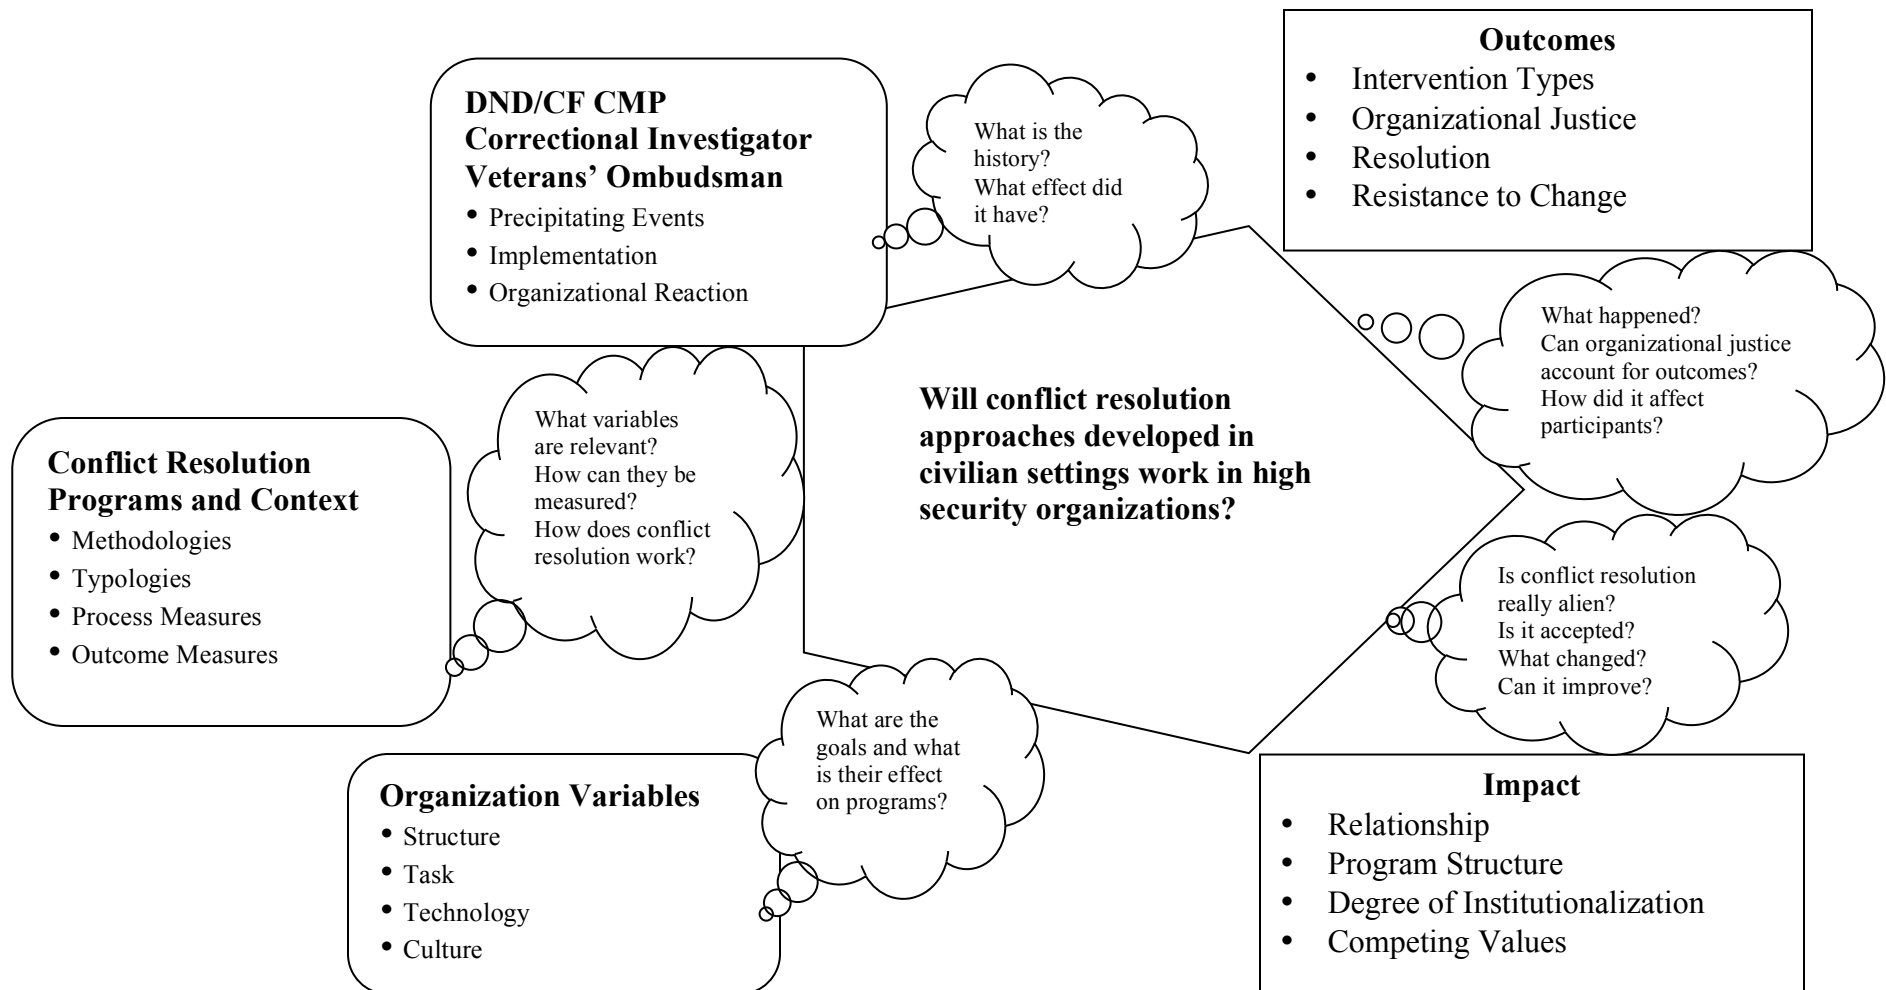 DND/CF CMP
Correctional Investigator
Veterans’ Ombudsman
• Precipitating Events
• Implementation
• Organizational Reaction
What is the
history?
What effect did
it have?
Outcomes
• Intervention Types
• Organizational Justice
• Resolution
• Resistance to Change
What happened?
Can organizational justice
account for outcomes?
How did it affect
participants?
Conflict Resolution
Programs and Context
• Methodologies
• Typologies
• Process Measures
• Outcome Measures
What variables
are relevant?
How can they be
measured?
How does conflict
resolution work?
Will conflict resolution
approaches developed in
civilian settings work in high
security organizations?
Is conflict resolution
really alien?
Is it accepted?
What changed?
Can it improve?
Organization Variables
• Structure
• Task
• Technology
• Culture
What are the
goals and what
is their effect
on programs?
Impact
• Relationship
• Program Structure
• Degree of Institutionalization
• Competing Values